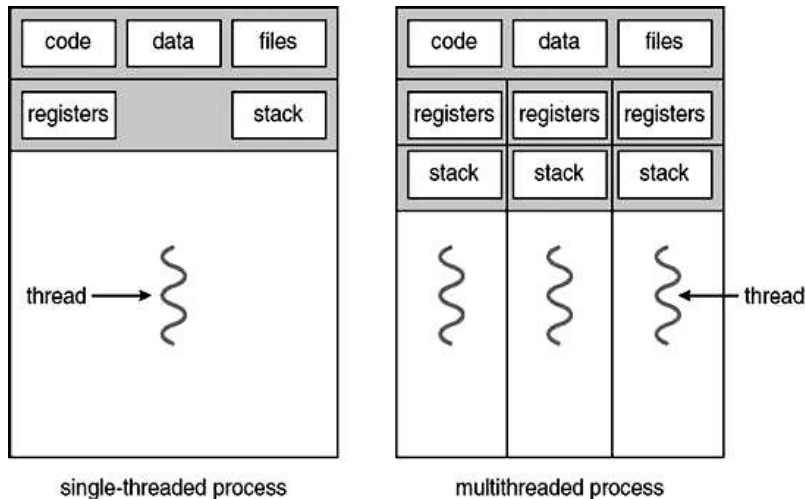 code data files
registers stack
thread
single-threaded process
code data files
registers registers registers
stack stack stack
thread
multithreaded process